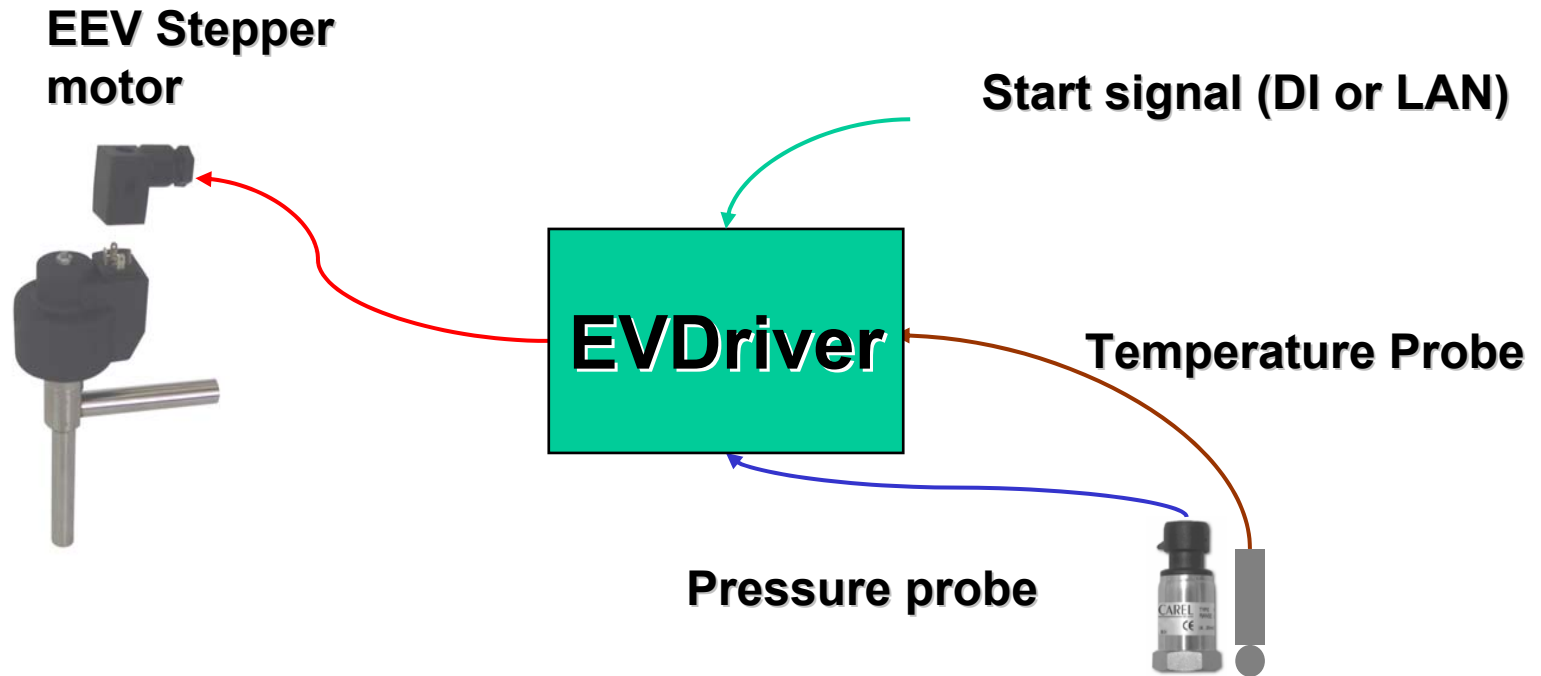 EEV Stepper
motor
Start signal (DI or LAN)
EVDriver
Temperature Probe
Pressure probe
CAREL
CE